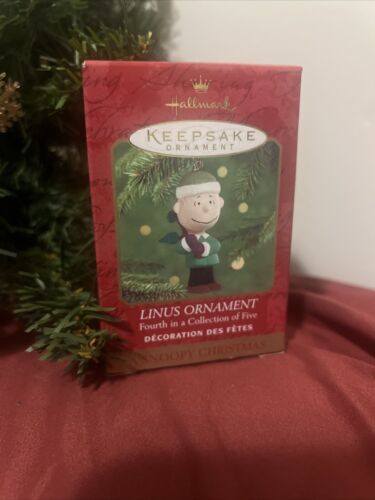 Hallmark
KEEPSAKE
ORNAMENT
LINUS ORNAMENT
Fourth in a Collection of Five
DÉCORATION DES FÊTES
SNOOPY CHRISTMAS